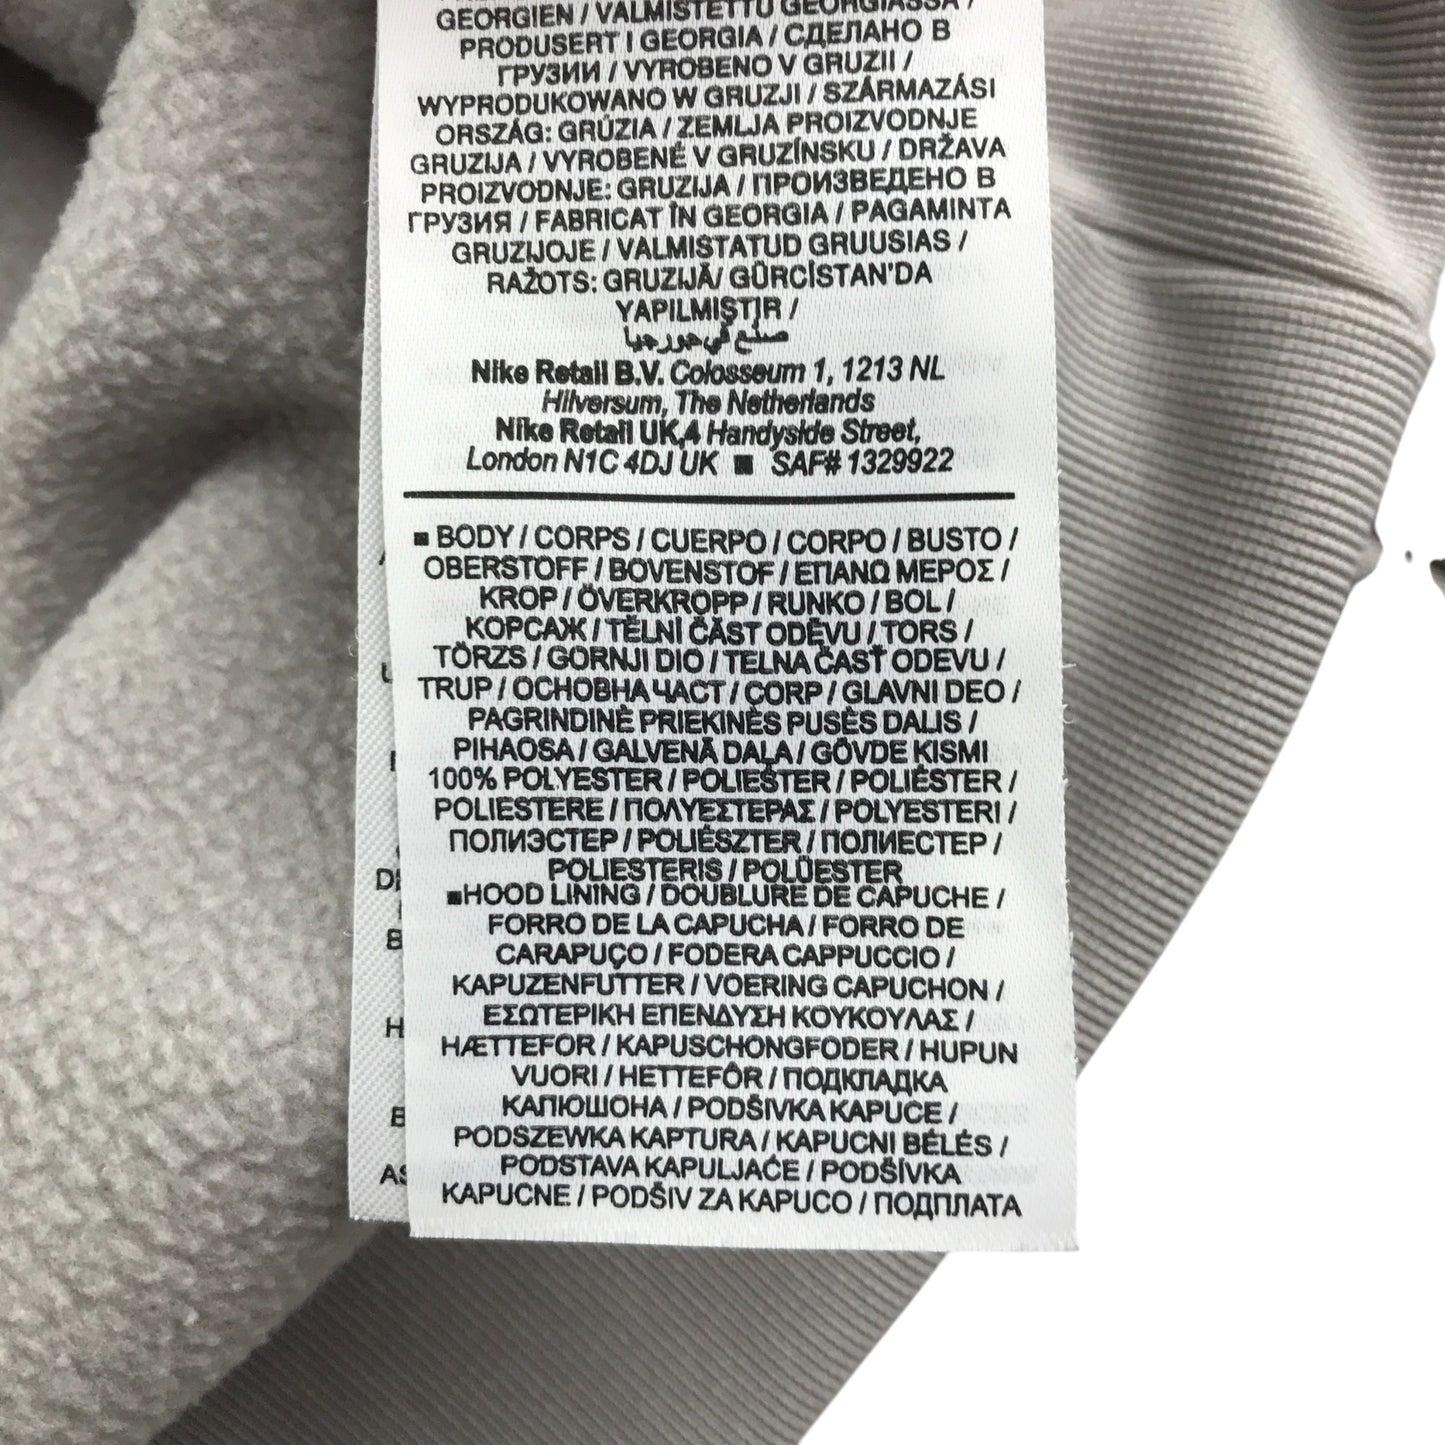 GEORGIEN / VALMISTETTU GEORGIASSA /
PRODUSERT I GEORGIA / СДЕЛАНО В
ГРУЗИИ / VYROBENO V GRUZII /
WYPRODUKOWANO W GRUZJI / SZÁRMAZÁSI
ORSZÁG: GRÚZIA / ZEMLJA PROIZVODNJE
GRUZIJA / VYROBENÉ V GRUZÍNSKU / DRŽAVA
PROIZVODNJE: GRUZIJA / ПРОИЗВЕДЕНО В
ГРУЗИЯ / FABRICAT ÎN GEORGIA / PAGAMINTA
GRUZIJOJE / VALMISTATUD GRUUSIAS /
RAŽOTS: GRUZIJĀ/ GÜRCİSTAN'DA
YAPILMIŞTIR /
صنع في جورجيا
Nike Retail B.V. Colosseum 1, 1213 NL
Hilversum, The Netherlands
Nike Retail UK,4 Handyside Street,
London N1C 4DJ UK ■ SAF# 1329922
■ BODY / CORPS / CUERPO / CORPO / BUSTO /
OBERSTOFF / BOVENSTOF / ΕΠΑΝΩ ΜΕΡΟΣ /
KROP / ÖVERKROPP / RUNKO / BOL /
КОРСАЖ / TĚLNÍ ČÁST ODĚVU / TORS /
TÖRZS / GORNJI DIO / TELNA ČASŤ ODEVU /
TRUP / ОСНОВНА ЧАСТ / CORP / GLAVNI DEO /
PAGRINDINĖ PRIEKINĖS PUSĖS DALIS /
PIHAOSA / GALVENĀ DAĻA / GÖVDE KISMI
100% POLYESTER / POLIESTER / POLIÉSTER /
POLIESTERE / ΠΟΛΥΕΣΤΕΡΑΣ / POLYESTERI /
ПОЛИЭСТЕР / POLIÉSZTER / ПОЛИЕСТЕР /
POLIESTERIS / POLÜESTER
■HOOD LINING / DOUBLURE DE CAPUCHE /
FORRO DE LA CAPUCHA / FORRO DE
CARAPUÇO / FODERA CAPPUCCIO /
KAPUZENFUTTER / VOERING CAPUCHON /
ΕΣΩΤΕΡΙΚΗ ΕΠΕΝΔΥΣΗ ΚΟΥΚΟΥΛΑΣ /
HÆTTEFOR / KAPUSCHONGFODER / HUPUN
VUORI / HETTEFÔR / ПОДКЛАДКА
КАПЮШОНА / PODŠIVKA KAPUCE /
PODSZEWKA KAPTURA / KAPUCNI BÉLÉS /
PODSTAVA KAPULJAČE / PODŠÍVKA
KAPUCNE / PODŠIV ZA KAPUCO / ПОДПЛАТА